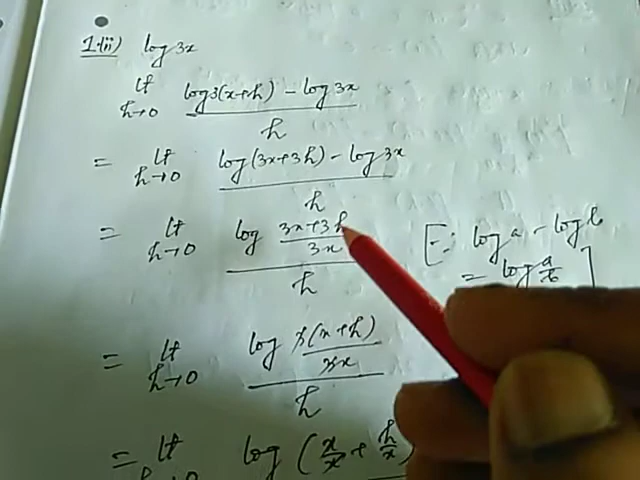 1.ii) log 3x
lt h→0 log 3(x+h) - log 3x / h
= lt h→0 log(3x+3h) - log 3x / h
= lt h→0 log 3x+3h / 3x / h [∵ log a - log b
= log a/b ]
= lt h→0 log 3(x+h) / 3x / h
= lt h→0 log (x/x + h/x)